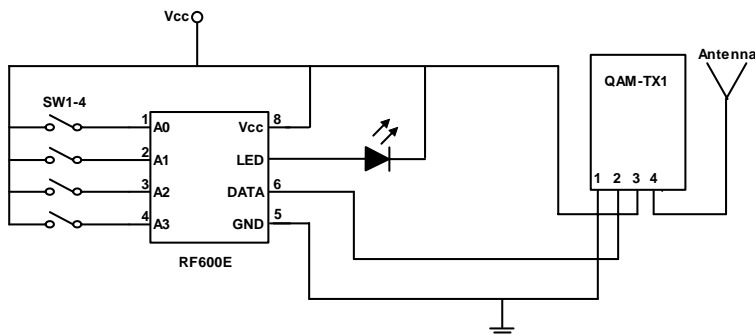 Vcc
Antenna
QAM-TX1
SW1-4
1 A0 Vcc 8
2 A1 LED
3 A2 DATA 6
4 A3 GND 5
1 2 3 4
RF600E